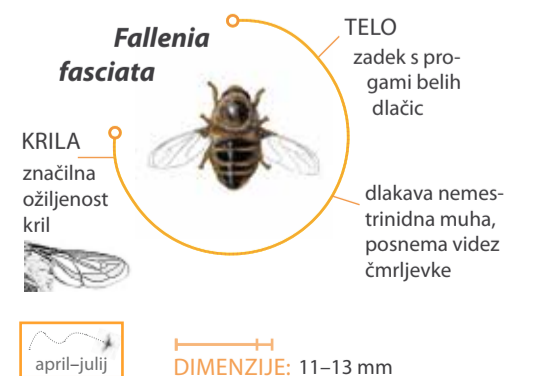 Fallenia
fasciata
TELO
zadek s pro-
gami belih
dlačic
KRILA
značilna
ožiljenost
kril
dlakava nemes-
trinidna muha,
posnema videz
čmrljevke
april–julij
DIMENZIJE: 11–13 mm